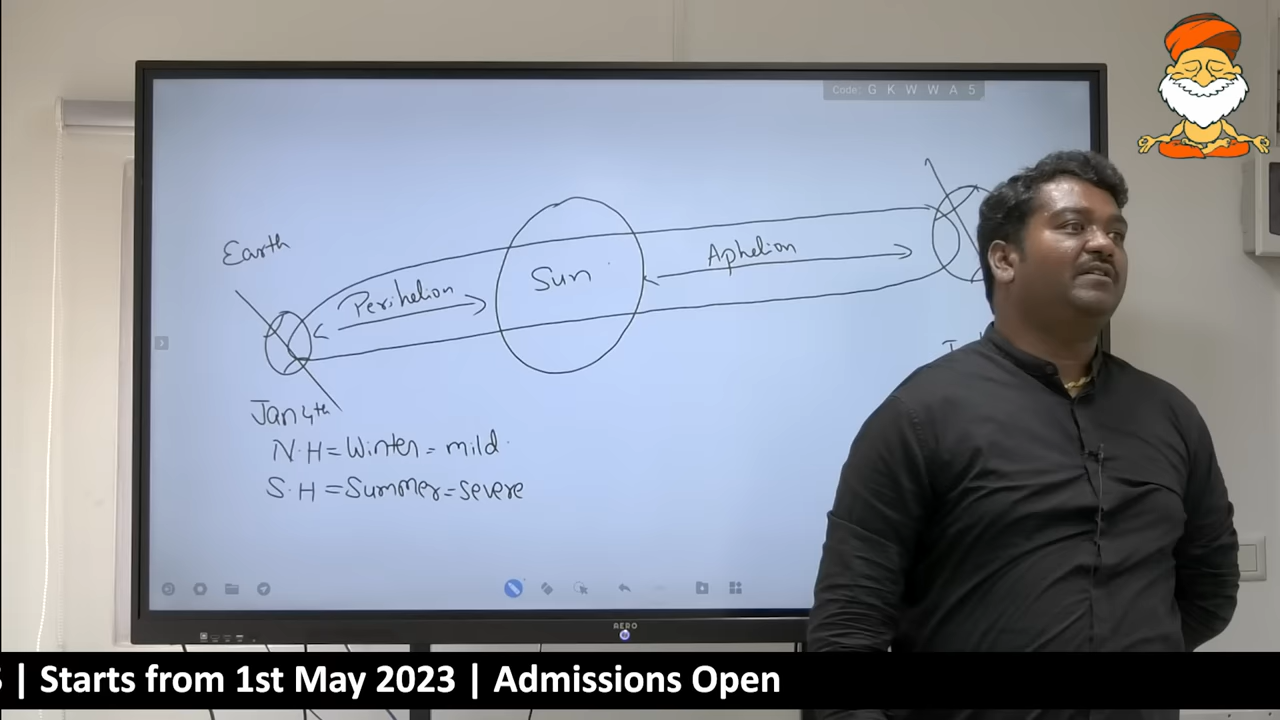 Code: G K W W A 5
Earth
Perihelion
Sun
Aphelion
Jan 4th
N.H = Winter = mild
S.H = Summer = Severe
AERO
| Starts from 1st May 2023 | Admissions Open